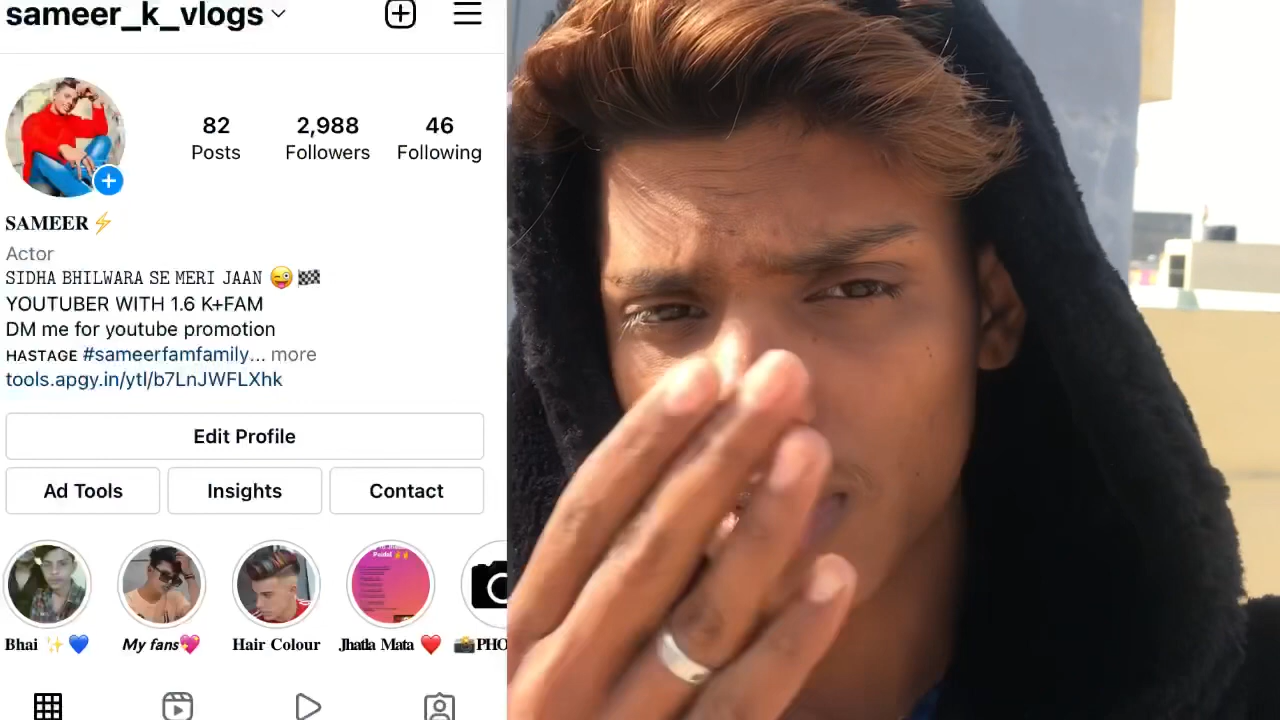 sameer_k_vlogs
82 2,988 46
Posts Followers Following
SAMEER⚡
Actor
SIDHA BHILWARA SE MERI JAAN 😜 🏁
YOUTUBER WITH 1.6 K+FAM
DM me for youtube promotion
HASTAGE #sameerfamfamily... more
tools.apgy.in/ytl/b7LnJWFLXhk
Edit Profile
Ad Tools Insights Contact
Bhai ✨💙 My fans💖 Hair Colour Jhatla Mata ❤️ 📸PHO